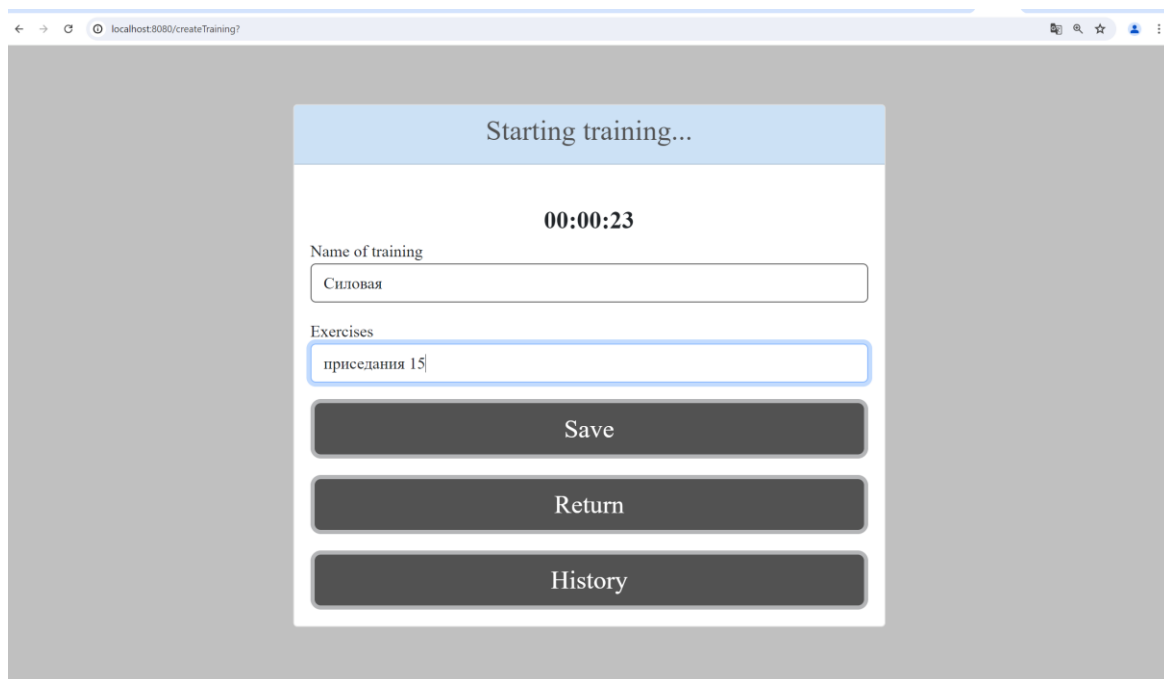 localhost:8080/createTraining?
Starting training...
00:00:23
Name of training
Силовая
Exercises
приседания 15
Save
Return
History